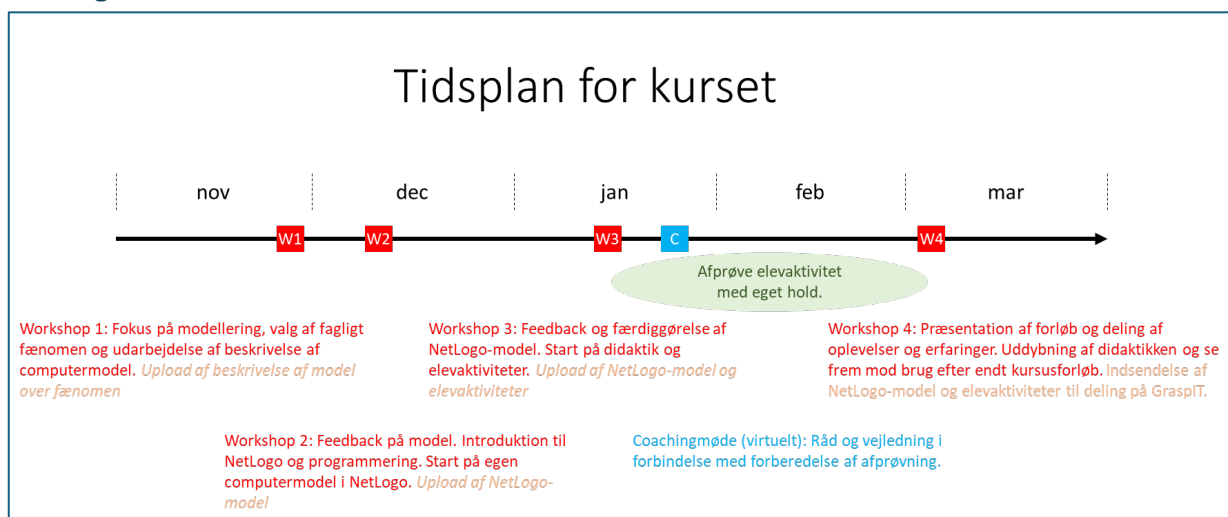 Tidsplan for kurset
nov dec jan feb mar
W1 W2 W3 C W4
Afprøve elevaktivitet
med eget hold.
Workshop 1: Fokus på modellering, valg af fagligt
fænomen og udarbejdelse af beskrivelse af
computermodel. Upload af beskrivelse af model
over fænomen
Workshop 3: Feedback og færdiggørelse af
NetLogo-model. Start på didaktik og
elevaktiviteter. Upload af NetLogo-model og
elevaktiviteter
Workshop 4: Præsentation af forløb og deling af
oplevelser og erfaringer. Uddybning af didaktikken og se
frem mod brug efter endt kursusforløb. Indsendelse af
NetLogo-model og elevaktiviteter til deling på GraspIT.
Workshop 2: Feedback på model. Introduktion til
NetLogo og programmering. Start på egen
computermodel i NetLogo. Upload af NetLogo-
model
Coachingmøde (virtuelt): Råd og vejledning i
forbindelse med forberedelse af afprøvning.